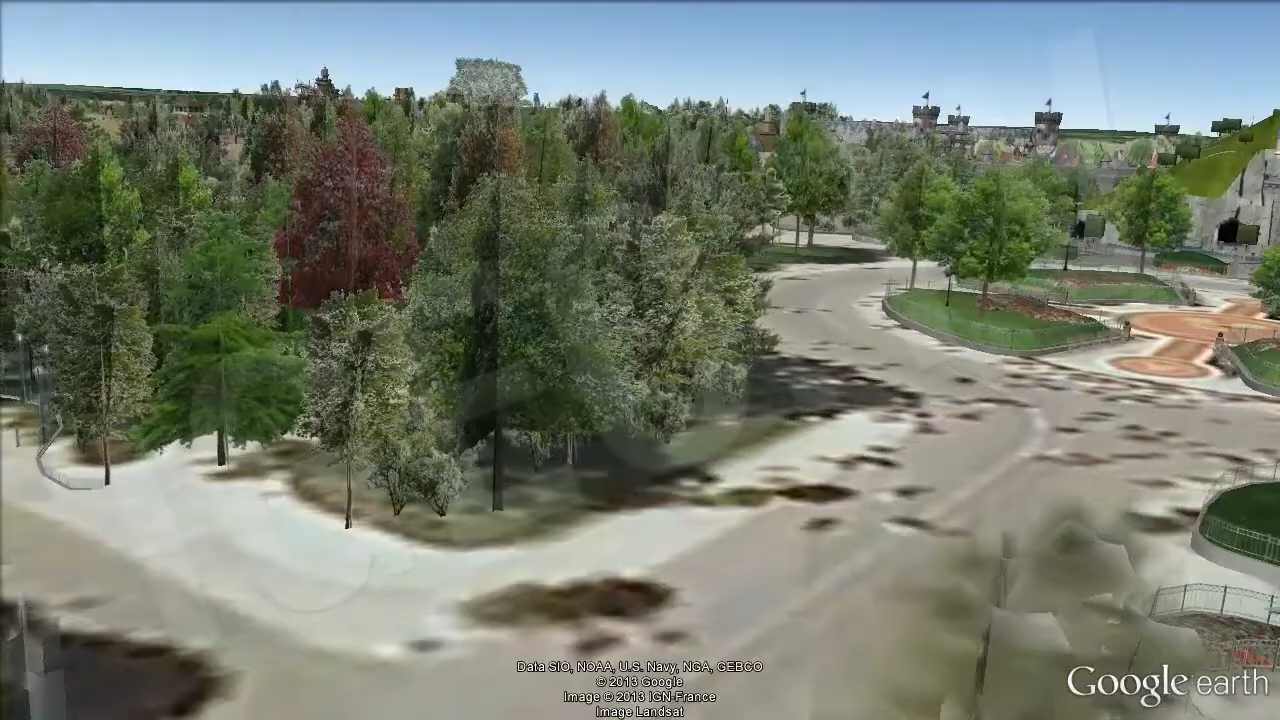 Data SIO, NOAA, U.S. Navy, NGA, GEBCO
© 2013 Google
Image © 2013 IGN-France
Image Landsat
Google earth